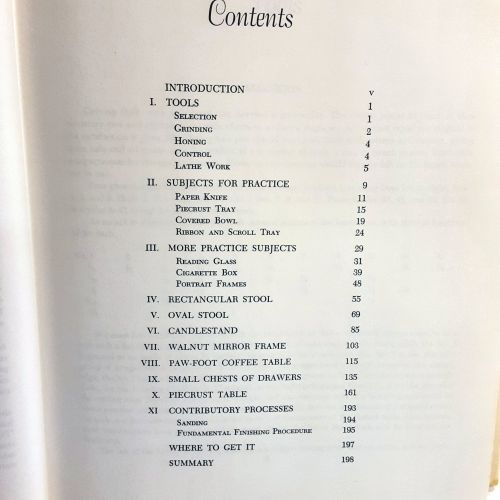 Contents
INTRODUCTION v
I. TOOLS 1
SELECTION 1
GRINDING 2
HONING 4
CONTROL 4
LATHE WORK 5
II. SUBJECTS FOR PRACTICE 9
PAPER KNIFE 11
PIECRUST TRAY 15
COVERED BOWL 19
RIBBON AND SCROLL TRAY 24
III. MORE PRACTICE SUBJECTS 29
READING GLASS 31
CIGARETTE BOX 39
PORTRAIT FRAMES 48
IV. RECTANGULAR STOOL 55
V. OVAL STOOL 69
VI. CANDLESTAND 85
VII. WALNUT MIRROR FRAME 103
VIII. PAW-FOOT COFFEE TABLE 115
IX. SMALL CHESTS OF DRAWERS 135
X. PIECRUST TABLE 161
XI CONTRIBUTORY PROCESSES 193
SANDING 194
FUNDAMENTAL FINISHING PROCEDURE 195
WHERE TO GET IT 197
SUMMARY 198